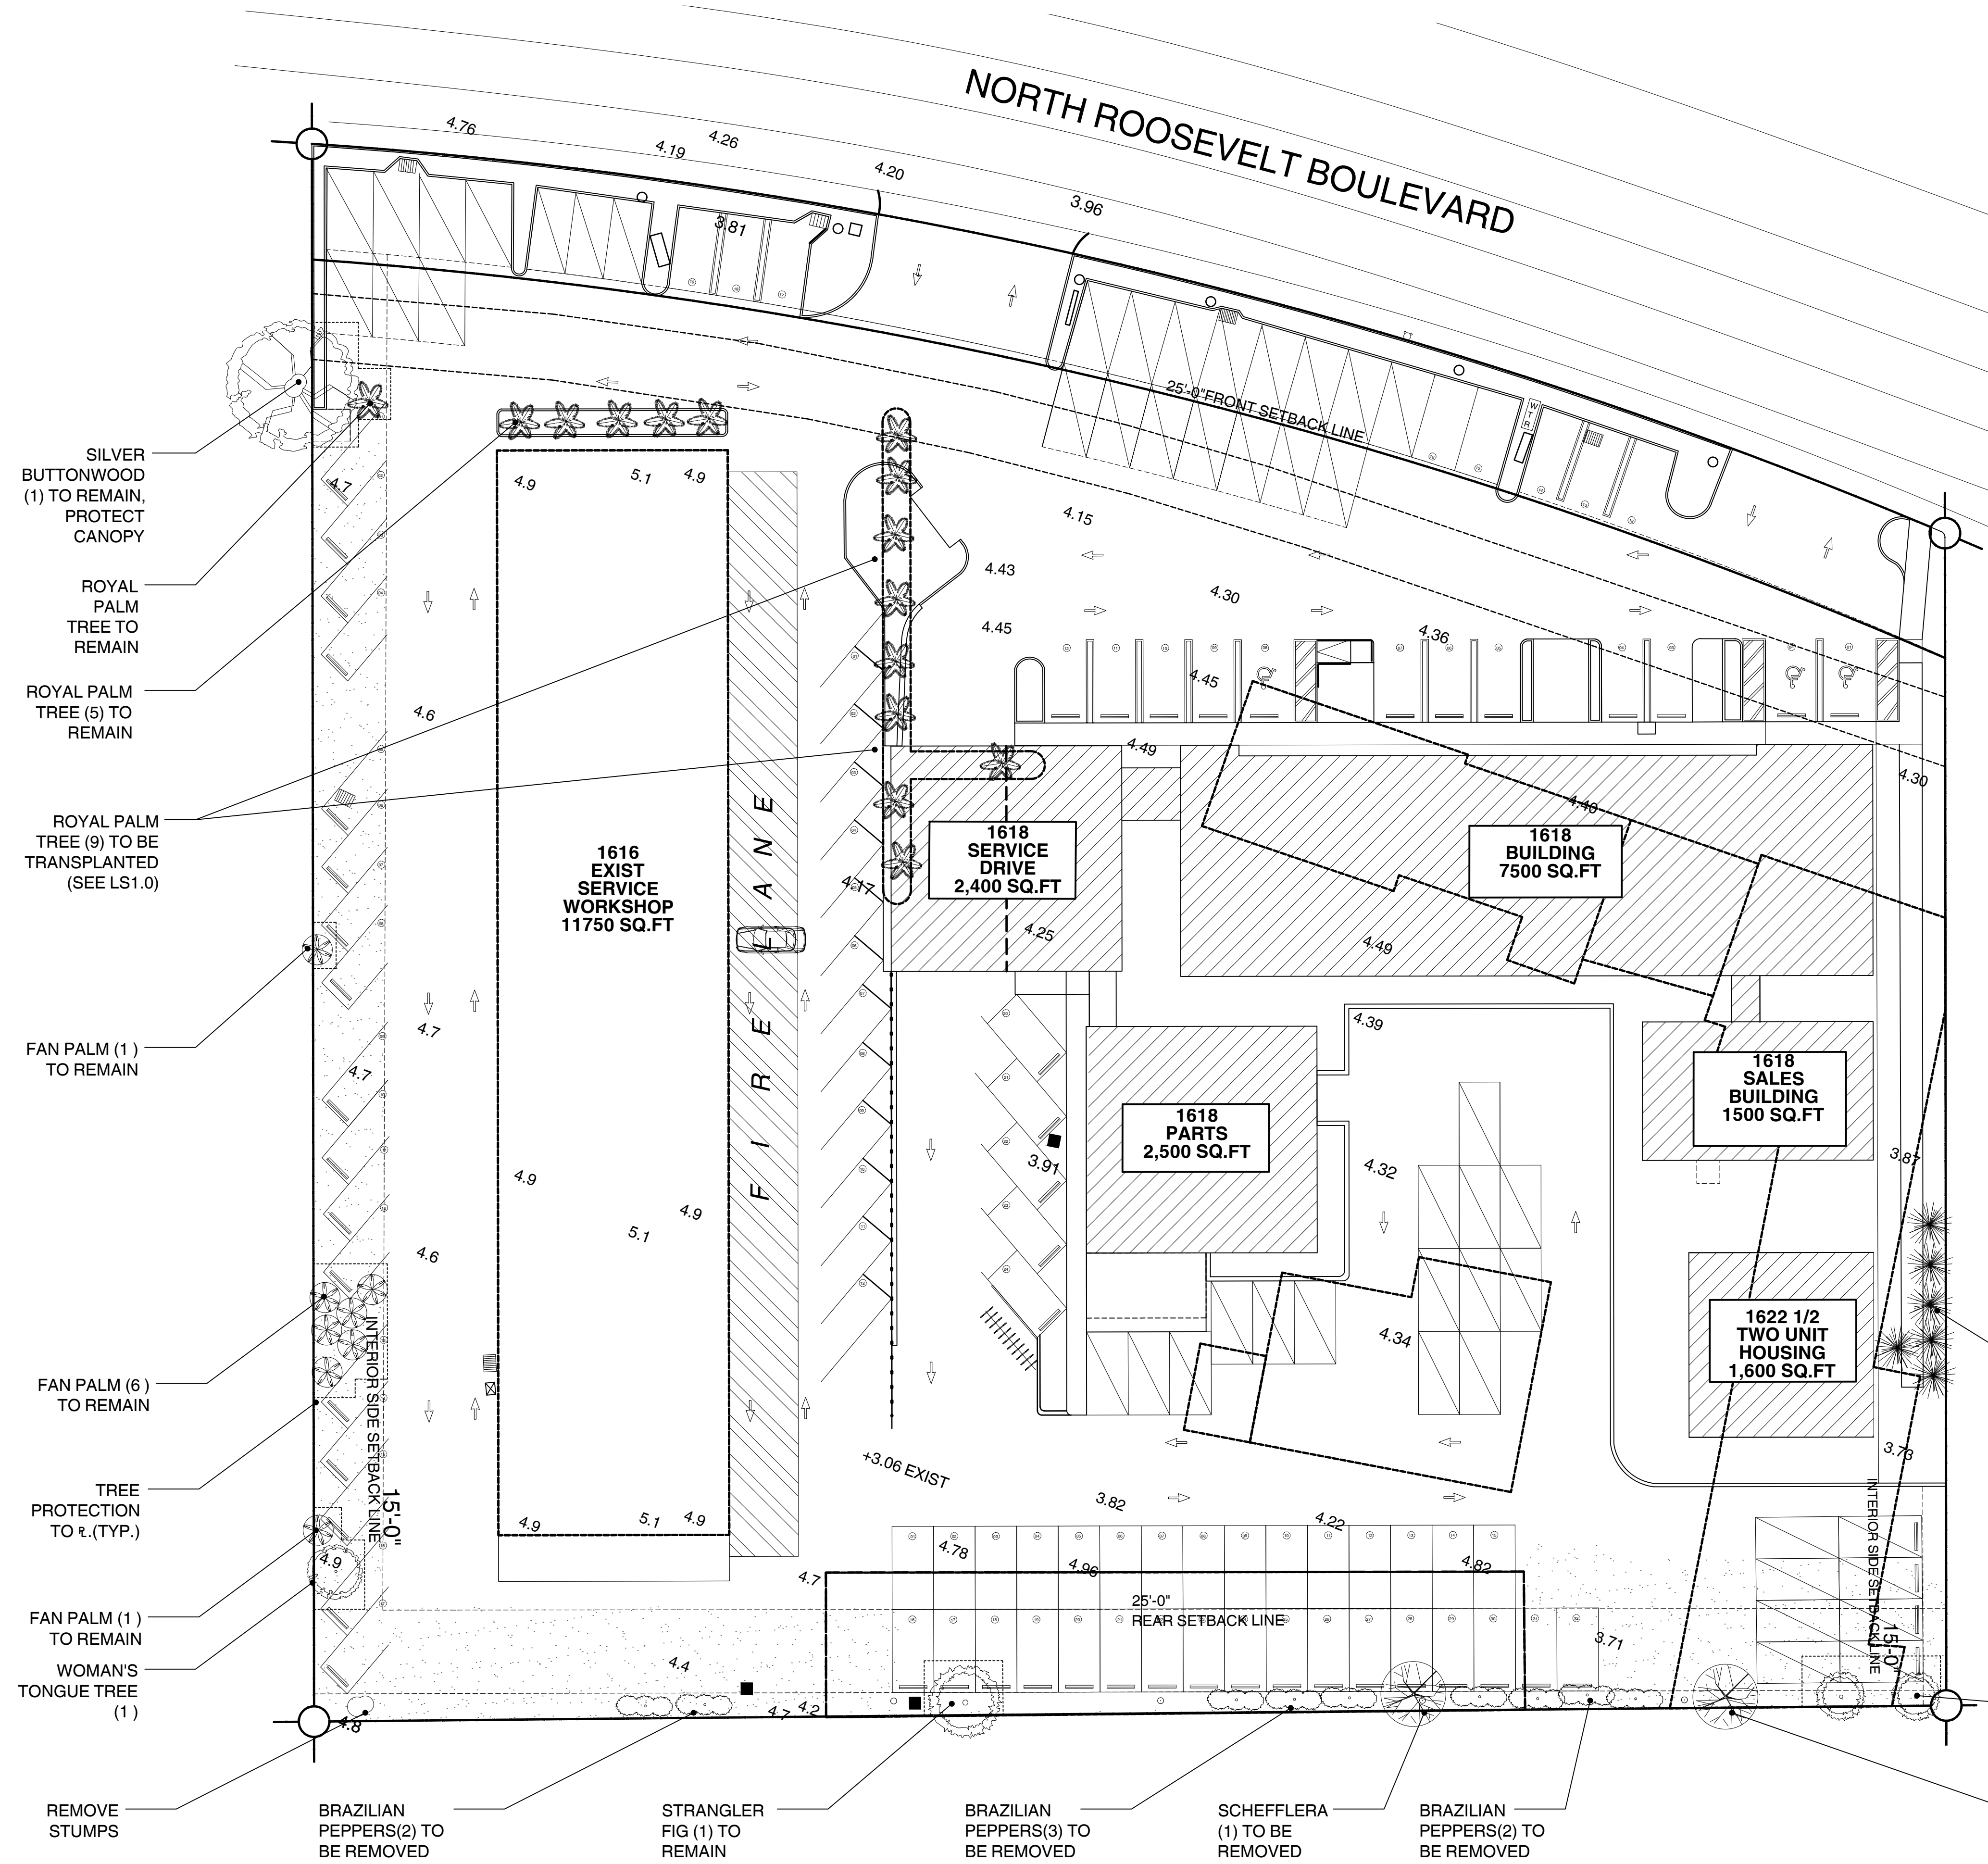 NORTH ROOSEVELT BOULEVARD
4.76
4.19
4.26
4.20
3.96
3.81
25'-0"FRONT SETBACK LINE
WTR
SILVER
BUTTONWOOD
(1) TO REMAIN,
PROTECT
CANOPY
ROYAL
PALM
TREE TO
REMAIN
ROYAL PALM
TREE (5) TO
REMAIN
ROYAL PALM
TREE (9) TO BE
TRANSPLANTED
(SEE LS1.0)
FAN PALM (1 )
TO REMAIN
FAN PALM (6 )
TO REMAIN
TREE
PROTECTION
TO ℄.(TYP.)
FAN PALM (1 )
TO REMAIN
WOMAN'S
TONGUE TREE
(1 )
4.7
4.9
5.1
4.9
4.15
4.43
4.45
4.30
4.36
4.45
4.6
4.49
4.40
4.30
1616
EXIST
SERVICE
WORKSHOP
11750 SQ.FT
FIRE LANE
4.17
1618
SERVICE
DRIVE
2,400 SQ.FT
4.25
1618
BUILDING
7500 SQ.FT
4.49
4.7
4.7
4.39
1618
SALES
BUILDING
1500 SQ.FT
1618
PARTS
2,500 SQ.FT
3.91
4.32
3.87
4.9
5.1
4.9
4.6
4.34
1622 1/2
TWO UNIT
HOUSING
1,600 SQ.FT
INTERIOR SIDE SETBACK LINE
15'-0"
+3.06 EXIST
3.73
3.82
4.22
4.9
5.1
4.9
4.9
4.78
4.96
4.82
4.7
25'-0"
REAR SETBACK LINE
3.71
INTERIOR SIDE SETBACK LINE
15'-0"
4.4
4.7
4.2
4.8
REMOVE
STUMPS
BRAZILIAN
PEPPERS(2) TO
BE REMOVED
STRANGLER
FIG (1) TO
REMAIN
BRAZILIAN
PEPPERS(3) TO
BE REMOVED
SCHEFFLERA
(1) TO BE
REMOVED
BRAZILIAN
PEPPERS(2) TO
BE REMOVED